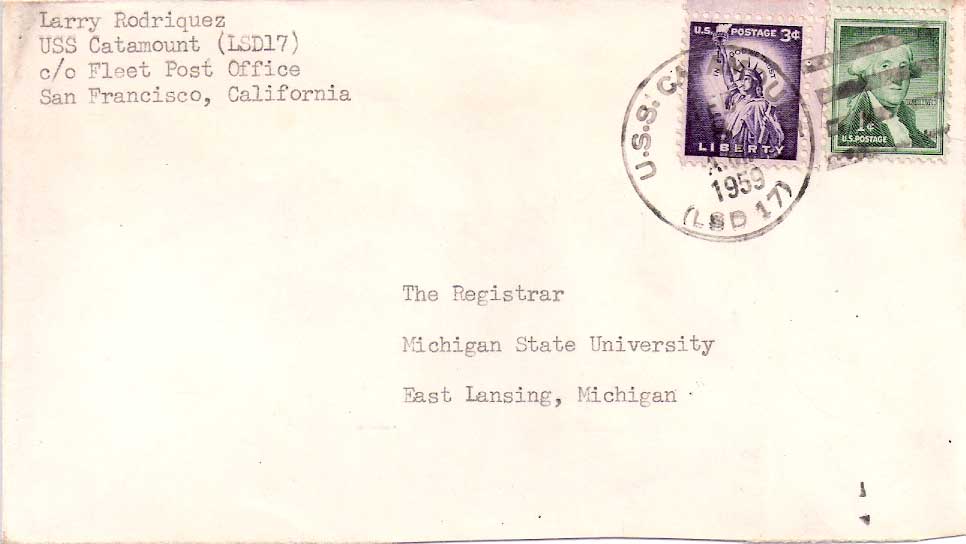 Larry Rodriquez
USS Catamount (LSD17)
c/o Fleet Post Office
San Francisco, California
U.S. POSTAGE 3¢
LIBERTY
1¢
U.S. POSTAGE
U.S.S.
1959
(LSD 17)
The Registrar
Michigan State University
East Lansing, Michigan